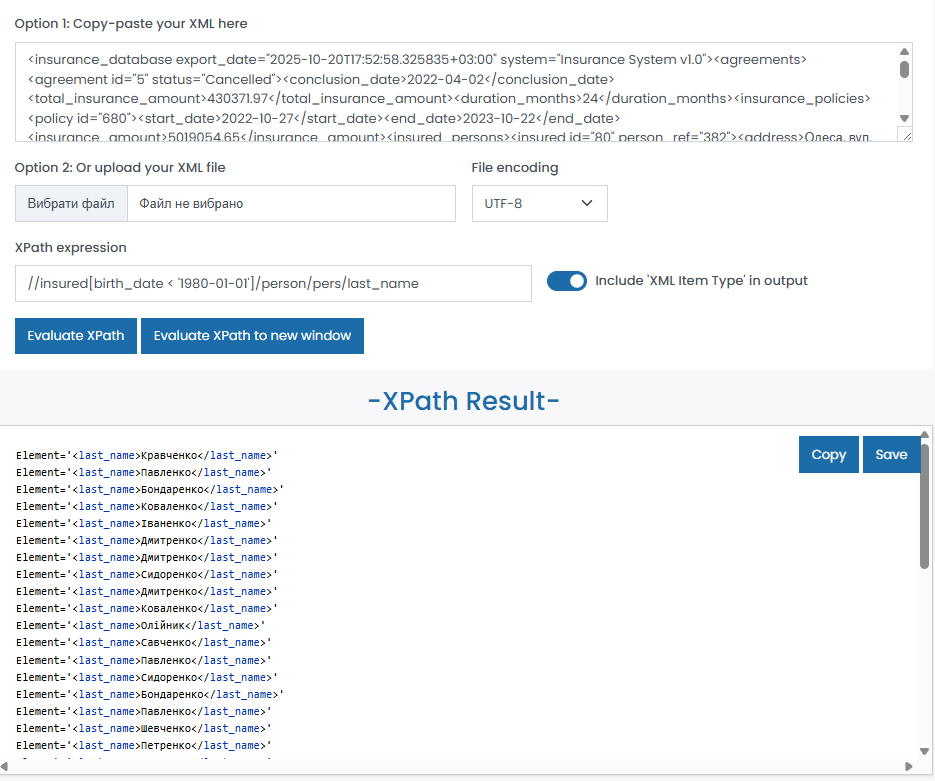 Option 1: Copy-paste your XML here
<insurance_database export_date="2025-10-20T17:52:58.325835+03:00" system="Insurance System v1.0"><agreements>
<agreement id="5" status="Cancelled"><conclusion_date>2022-04-02</conclusion_date>
<total_insurance_amount>430371.97</total_insurance_amount><duration_months>24</duration_months><insurance_policies>
<policy id="680"><start_date>2022-10-27</start_date><end_date>2023-10-22</end_date>
<insurance_amount>5019054.65</insurance_amount><insured_persons><insured id="80" person_ref="382"><address>Одеса, вул.
Option 2: Or upload your XML file
File encoding
Вибрати файл Файл не вибрано
UTF-8
XPath expression
//insured[birth_date < '1980-01-01']/person/pers/last_name
Include 'XML Item Type' in output
Evaluate XPath
Evaluate XPath to new window
-XPath Result-
Copy
Save
Element='<last_name>Кравченко</last_name>'
Element='<last_name>Павленко</last_name>'
Element='<last_name>Бондаренко</last_name>'
Element='<last_name>Коваленко</last_name>'
Element='<last_name>Іваненко</last_name>'
Element='<last_name>Дмитренко</last_name>'
Element='<last_name>Дмитренко</last_name>'
Element='<last_name>Сидоренко</last_name>'
Element='<last_name>Дмитренко</last_name>'
Element='<last_name>Коваленко</last_name>'
Element='<last_name>Олійник</last_name>'
Element='<last_name>Савченко</last_name>'
Element='<last_name>Павленко</last_name>'
Element='<last_name>Сидоренко</last_name>'
Element='<last_name>Бондаренко</last_name>'
Element='<last_name>Павленко</last_name>'
Element='<last_name>Шевченко</last_name>'
Element='<last_name>Петренко</last_name>'